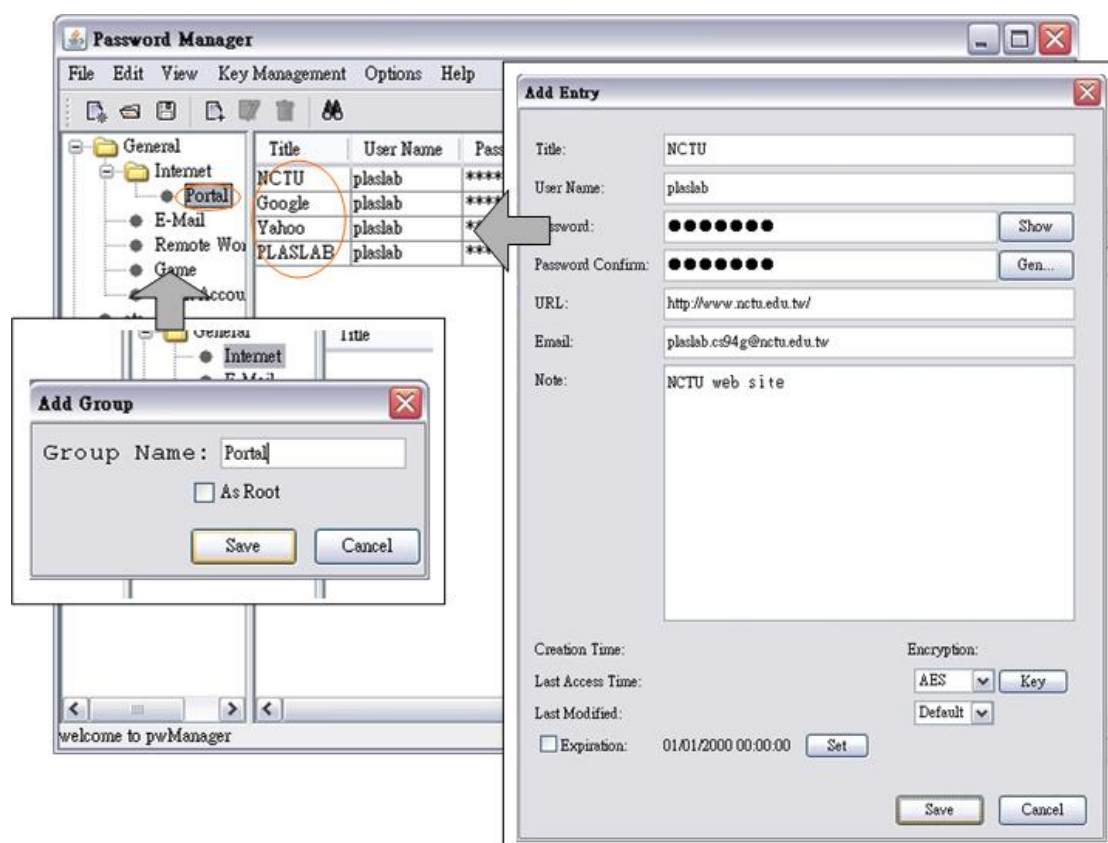 Password Manager
File Edit View Key Management Options Help
General
Internet
Portal
E-Mail
Remote
Game
Title User Name
NCTU plaslab ****
Google plaslab ****
Yahoo plaslab
PLASLAB plaslab ****
General
Internet
Title
Add Group
Group Name: Portal
As Root
Save Cancel
welcome to pwManager
Add Entry
Title: NCTU
User Name: plaslab
Password: ●●●●●●● Show
Password Confirm: ●●●●●●● Gen...
URL: http://www.nctu.edu.tw/
Email: plaslab.cs94g@nctu.edu.tw
Note: NCTU web site
Creation Time: Encryption:
Last Access Time: AES Key
Last Modified: Default
Expiration: 01/01/2000 00:00:00 Set
Save Cancel